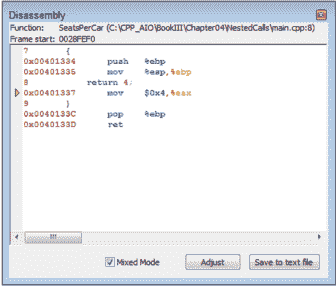 Disassembly
Function: SeatsPerCar (C:\CPP_AIO\BookIII\Chapter04\NestedCalls\main.cpp:8)
Frame start: 0028FEF0
7 {
0x00401334 push %ebp
0x00401335 mov %esp,%ebp
8 return 4;
0x00401337 mov $0x4,%eax
9 }
0x0040133C pop %ebp
0x0040133D ret
Mixed Mode
Adjust
Save to text file